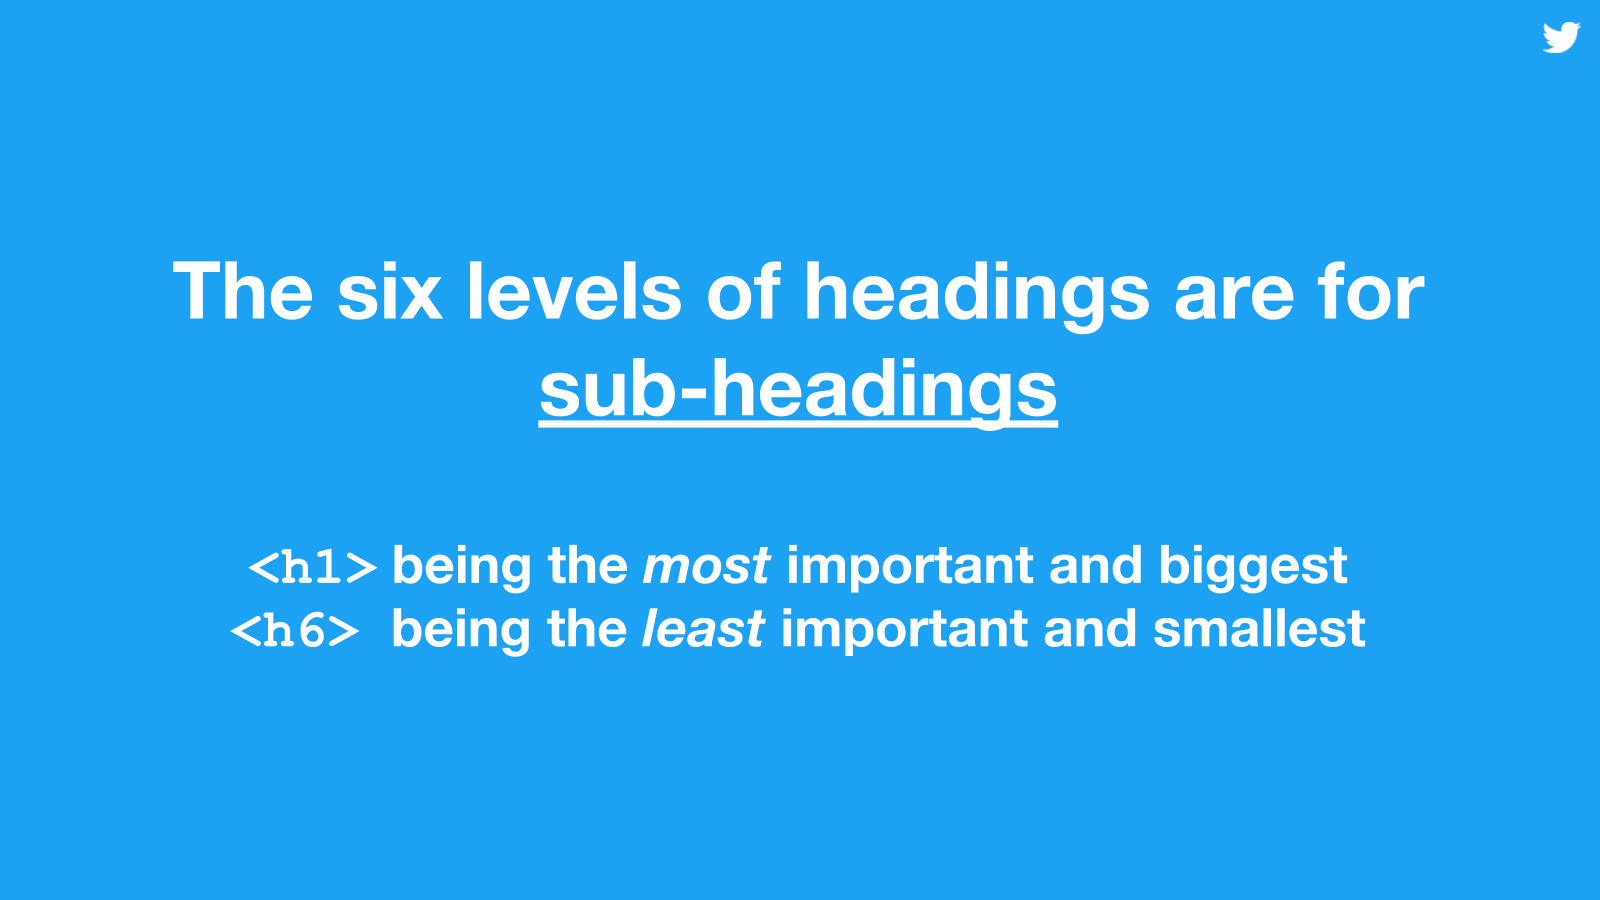 The six levels of headings are for
sub-headings
<h1> being the most important and biggest
<h6> being the least important and smallest